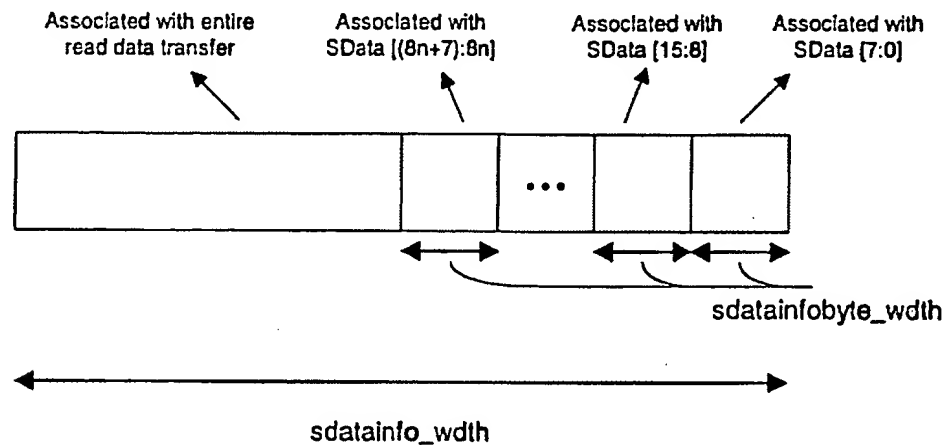 Associated with entire
read data transfer
Associated with
SData [(8n+7):8n]
Associated with
SData [15:8]
Associated with
SData [7:0]
•••
sdatainfobyte_wdth
sdatainfo_wdth